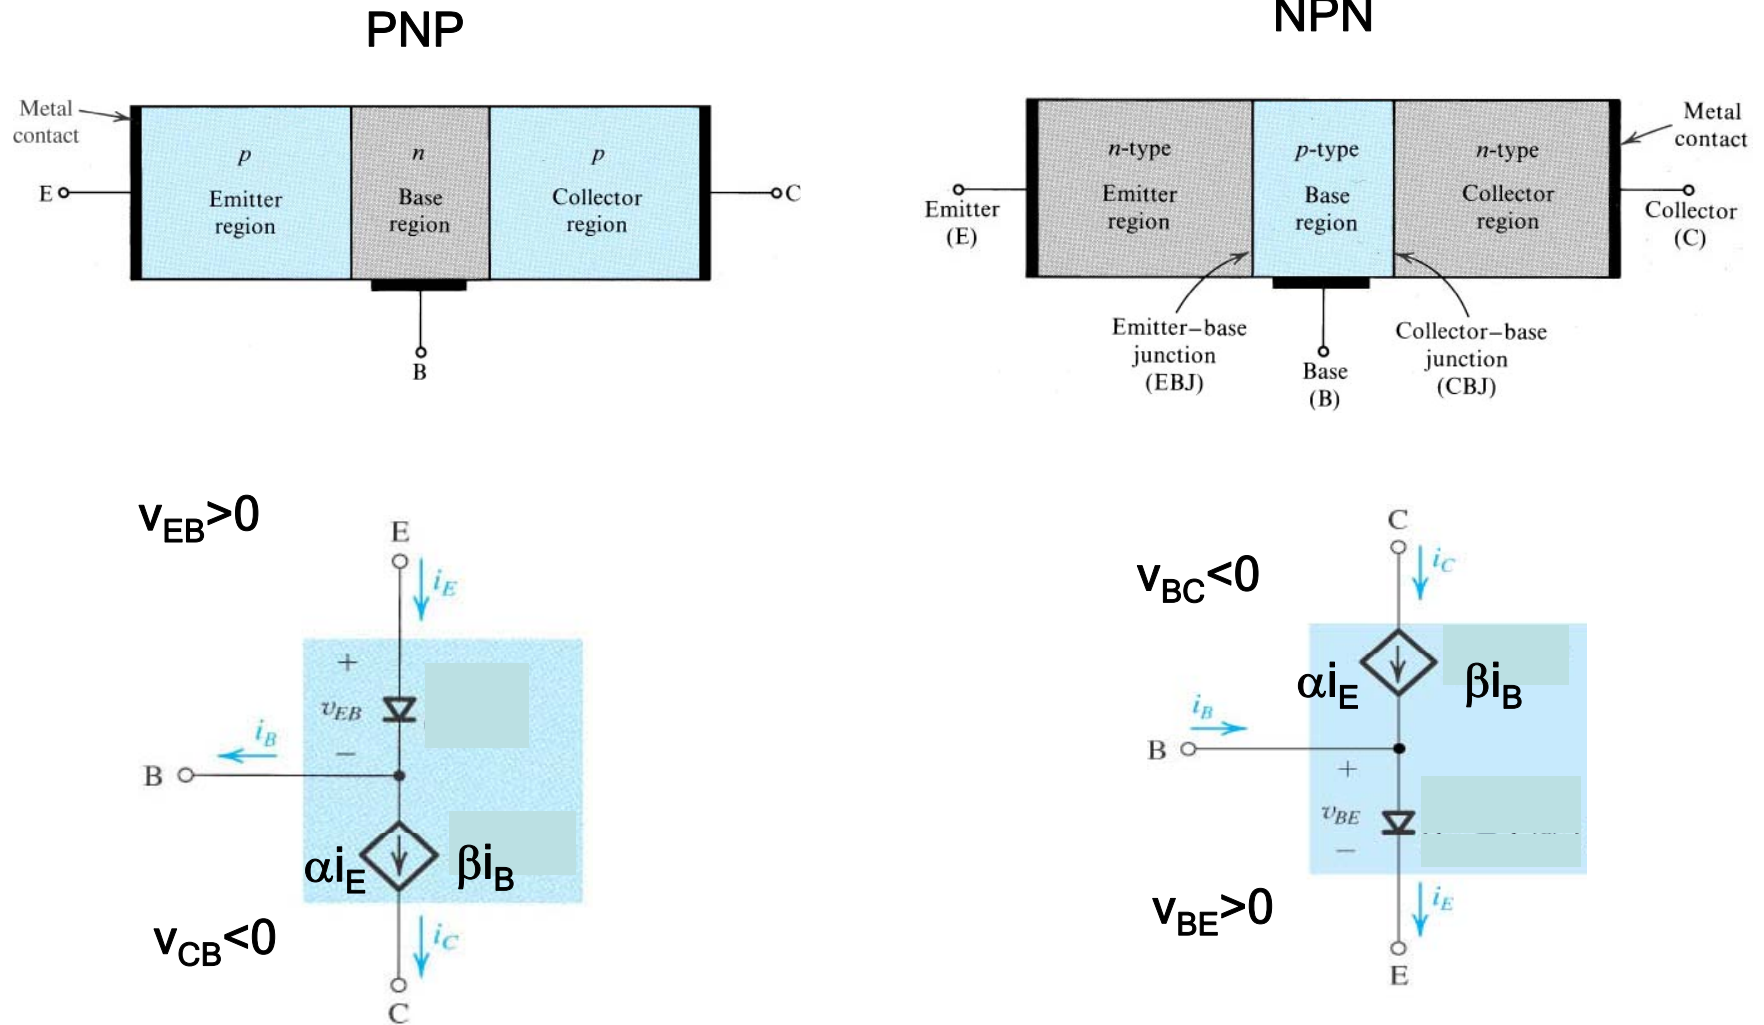 PNP
Metal
contact
p
n
p
Emitter
region
Base
region
Collector
region
E
C
B
NPN
n-type
p-type
n-type
Emitter
region
Base
region
Collector
region
Metal
contact
Emitter
(E)
Collector
(C)
Emitter–base
junction
(EBJ)
Base
(B)
Collector–base
junction
(CBJ)
vEB>0
E
iE
+
vEB
−
iB
B
αiE
βiB
vCB<0
iC
C
C
iC
vBC<0
αiE
βiB
iB
B
+
vBE
−
vBE>0
iE
E